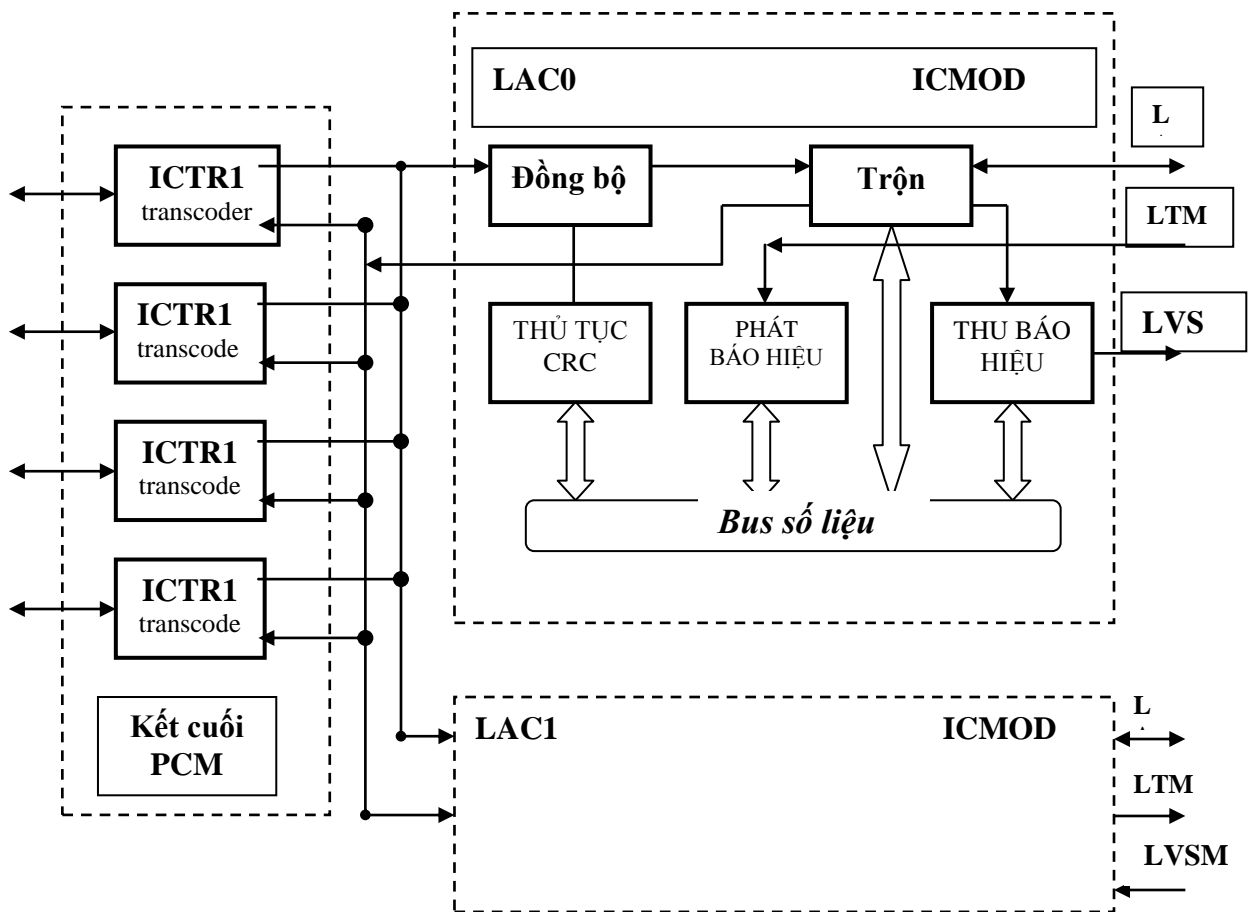 LAC0 ICMOD
L
ICTR1
transcoder
Đồng bộ
Trộn
LTM
ICTR1
transcode
THỦ TỤC
CRC
PHÁT
BÁO HIỆU
THU BÁO
HIỆU
LVS
ICTR1
transcode
Bus số liệu
ICTR1
transcode
Kết cuối
PCM
LAC1 ICMOD
L
LTM
LVSM